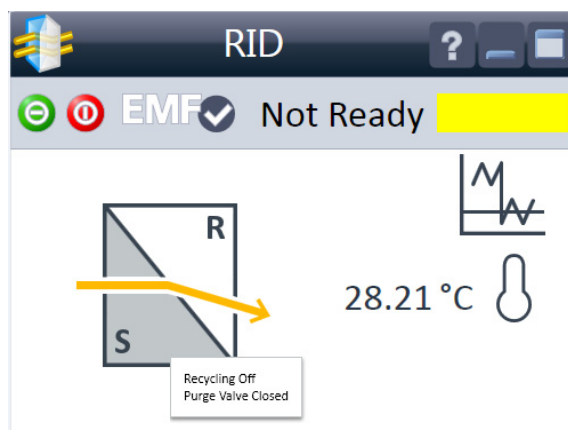 RID
?
EMF
Not Ready
R
28.21 °C
S
Recycling Off
Purge Valve Closed